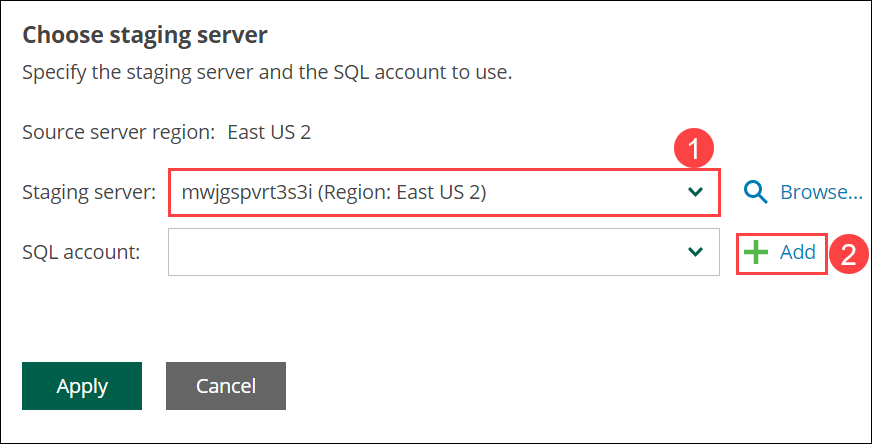 Choose staging server
Specify the staging server and the SQL account to use.
Source server region: East US 2
1
Staging server: mwjgspvrt3s3i (Region: East US 2) Browse...
SQL account: Add 2
Apply Cancel